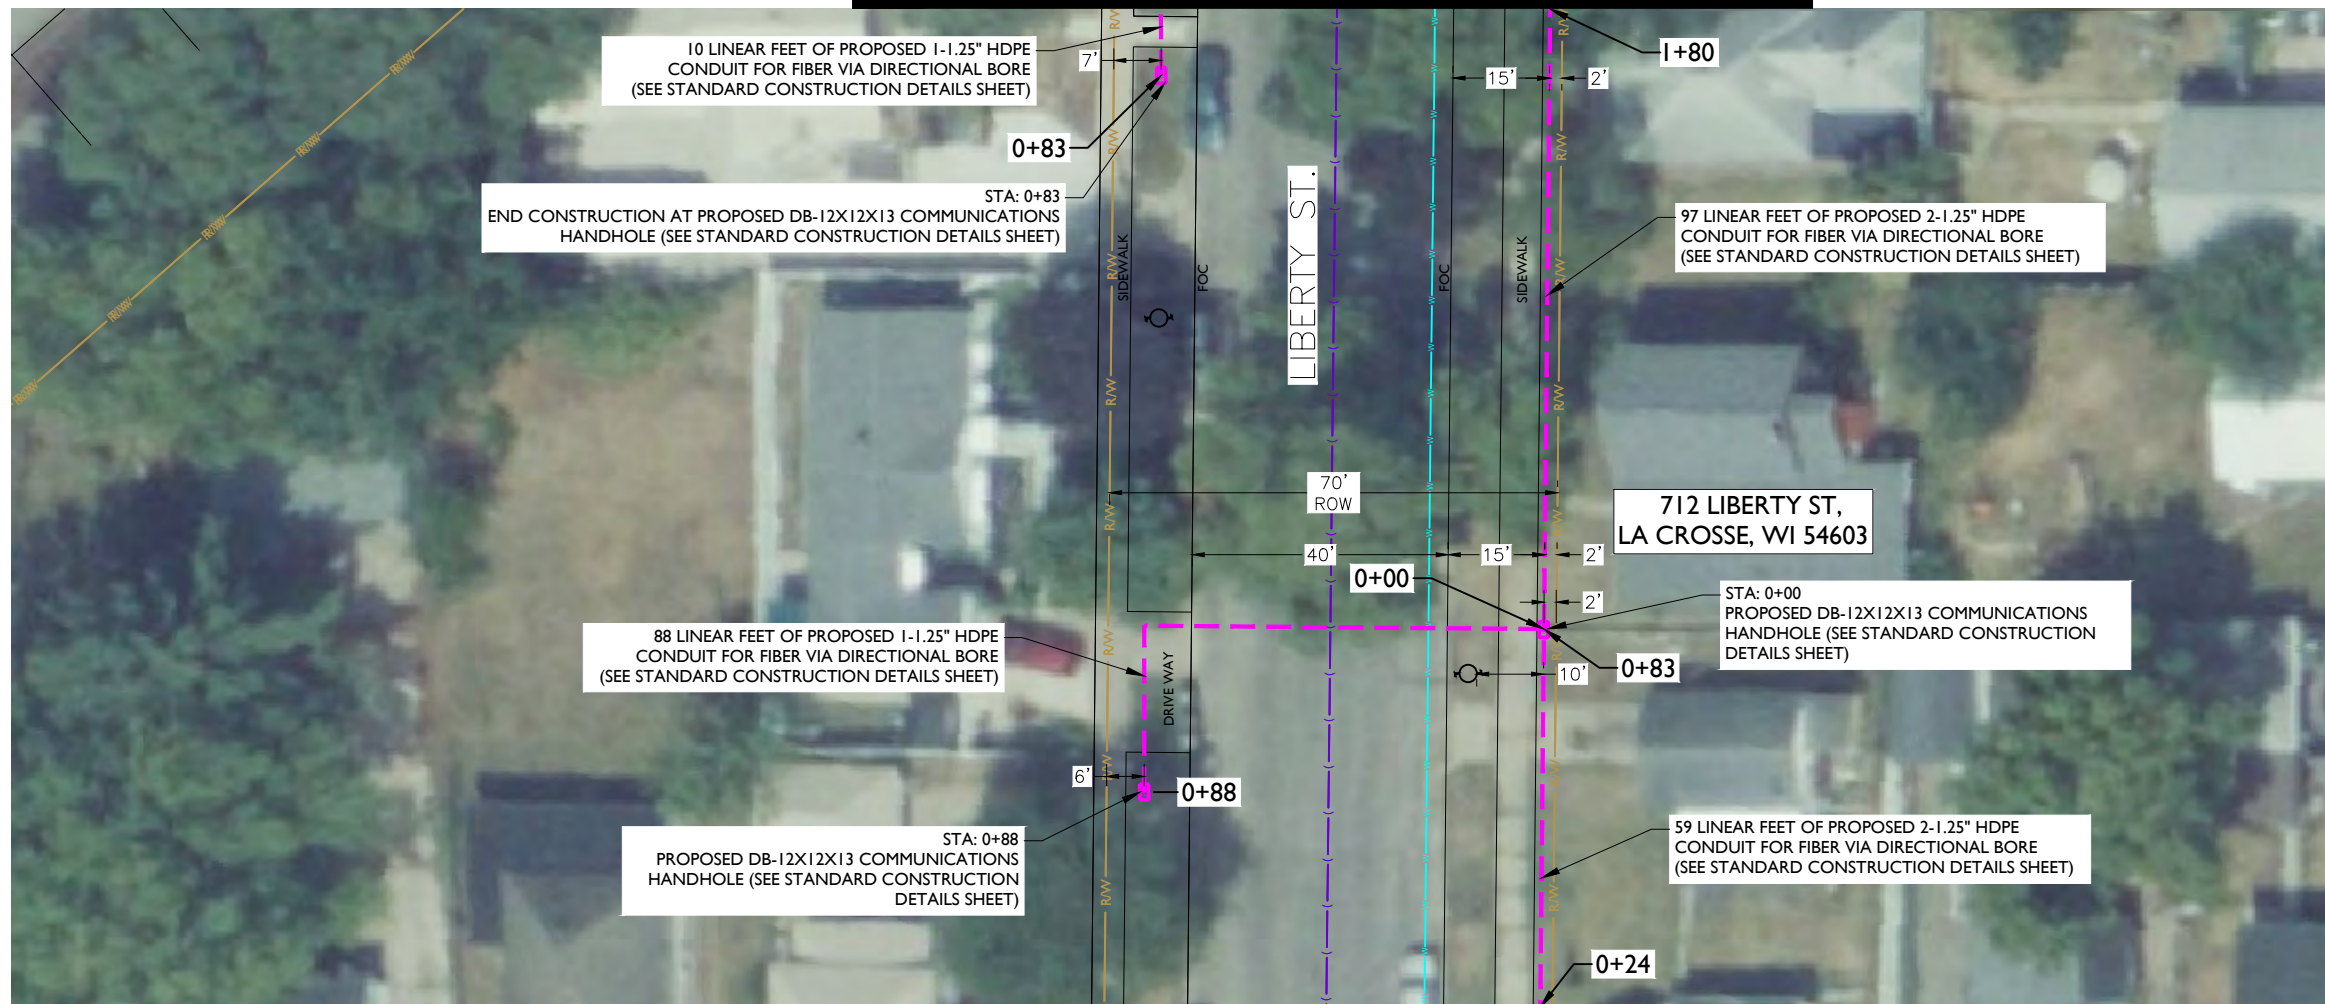 10 LINEAR FEET OF PROPOSED 1-1.25" HDPE
CONDUIT FOR FIBER VIA DIRECTIONAL BORE
(SEE STANDARD CONSTRUCTION DETAILS SHEET)
7'
1+80
15'
2'
0+83
STA: 0+83
END CONSTRUCTION AT PROPOSED DB-12X12X13 COMMUNICATIONS
HANDHOLE (SEE STANDARD CONSTRUCTION DETAILS SHEET)
SIDEWALK
FOC
LIBERTY ST.
FOC
SIDEWALK
97 LINEAR FEET OF PROPOSED 2-1.25" HDPE
CONDUIT FOR FIBER VIA DIRECTIONAL BORE
(SEE STANDARD CONSTRUCTION DETAILS SHEET)
70'
ROW
712 LIBERTY ST,
LA CROSSE, WI 54603
40'
15'
2'
0+00
2'
STA: 0+00
PROPOSED DB-12X12X13 COMMUNICATIONS
HANDHOLE (SEE STANDARD CONSTRUCTION
DETAILS SHEET)
88 LINEAR FEET OF PROPOSED 1-1.25" HDPE
CONDUIT FOR FIBER VIA DIRECTIONAL BORE
(SEE STANDARD CONSTRUCTION DETAILS SHEET)
DRIVE WAY
10'
0+83
6'
0+88
STA: 0+88
PROPOSED DB-12X12X13 COMMUNICATIONS
HANDHOLE (SEE STANDARD CONSTRUCTION
DETAILS SHEET)
59 LINEAR FEET OF PROPOSED 2-1.25" HDPE
CONDUIT FOR FIBER VIA DIRECTIONAL BORE
(SEE STANDARD CONSTRUCTION DETAILS SHEET)
0+24
R/W
R/W
R/W
R/W
R/W
R/W
R/W
R/W
R/W
R/W
R/W
R/W
R/W